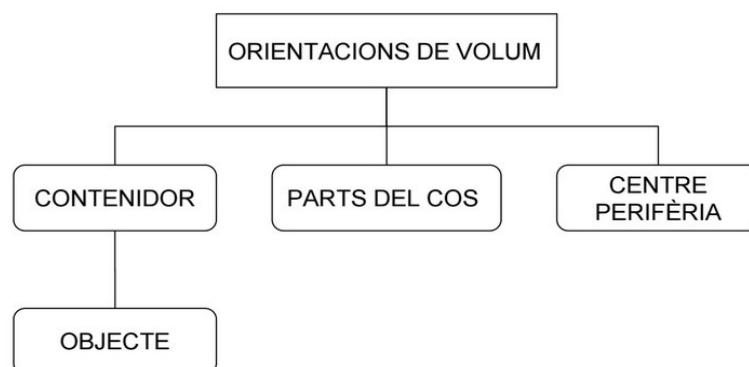 ORIENTACIONS DE VOLUM
CONTENIDOR
PARTS DEL COS
CENTRE
PERIFÈRIA
OBJECTE